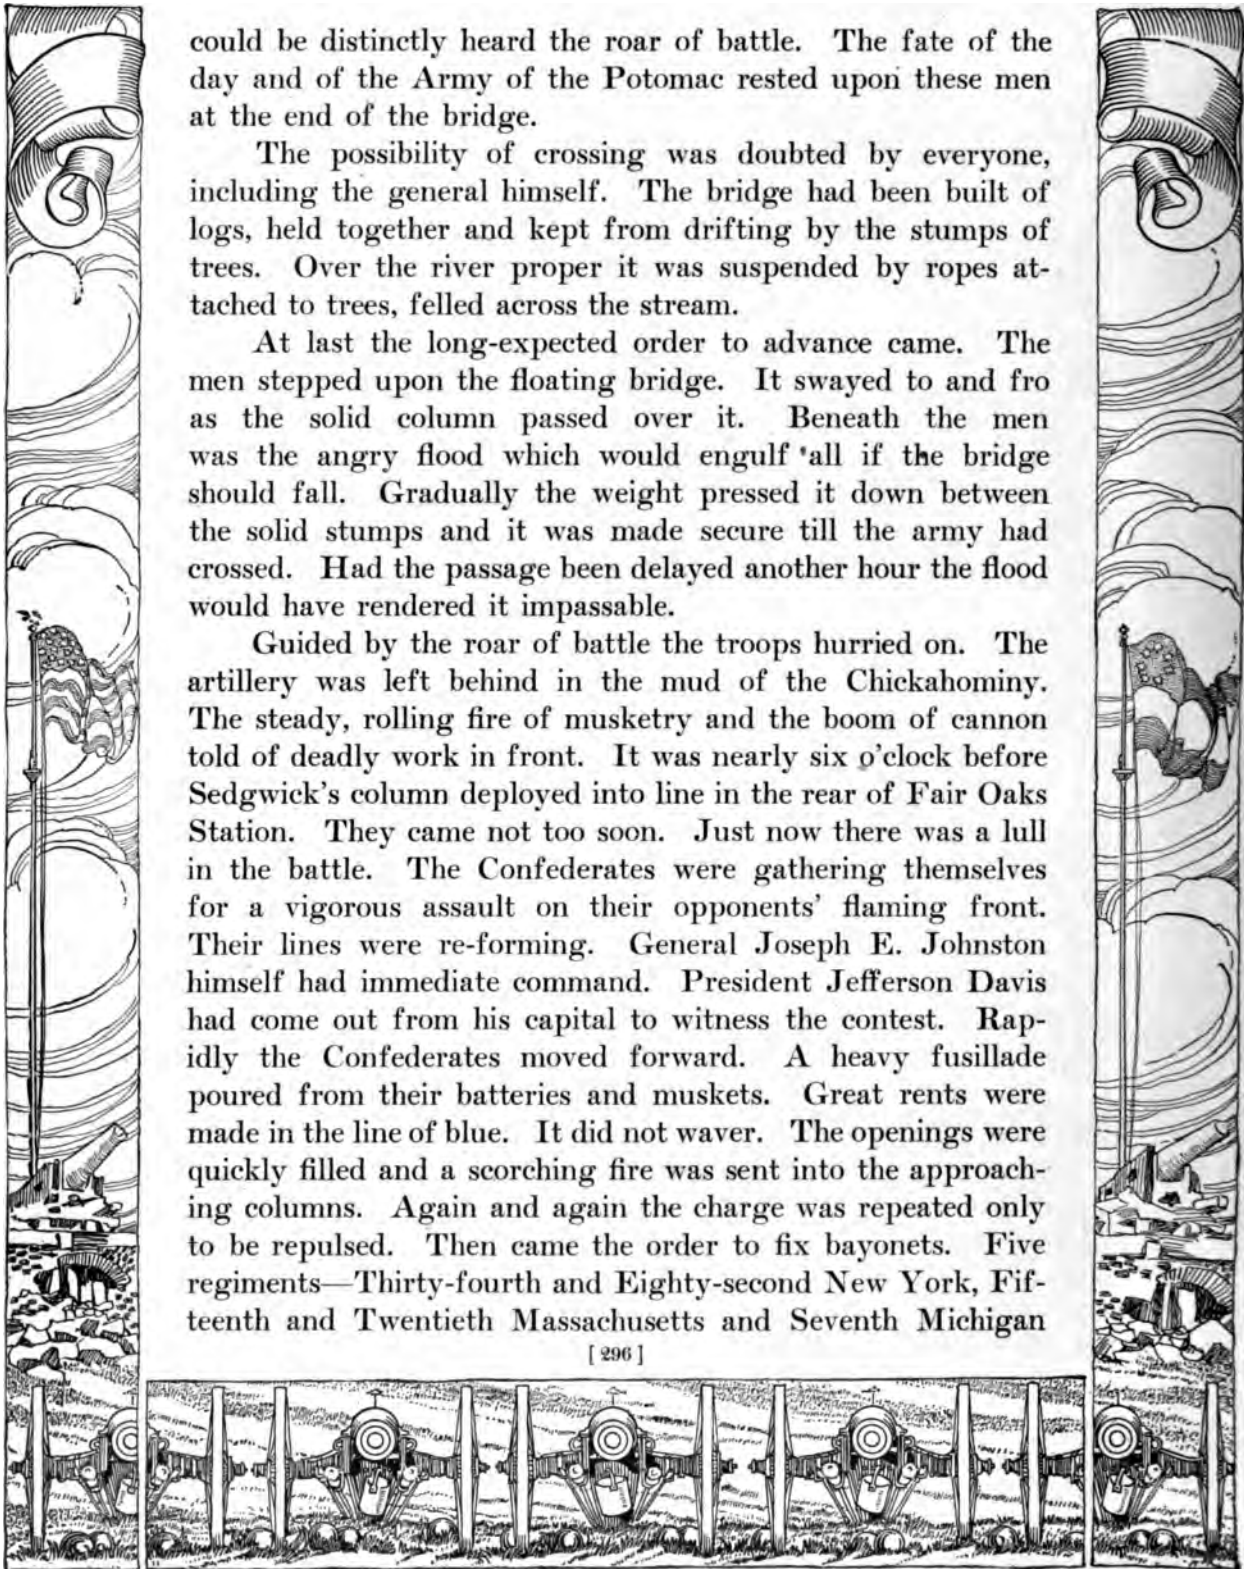 could be distinctly heard the roar of battle. The fate of the
day and of the Army of the Potomac rested upon these men
at the end of the bridge.
The possibility of crossing was doubted by everyone,
including the general himself. The bridge had been built of
logs, held together and kept from drifting by the stumps of
trees. Over the river proper it was suspended by ropes at-
tached to trees, felled across the stream.
At last the long-expected order to advance came. The
men stepped upon the floating bridge. It swayed to and fro
as the solid column passed over it. Beneath the men
was the angry flood which would engulf all if the bridge
should fall. Gradually the weight pressed it down between
the solid stumps and it was made secure till the army had
crossed. Had the passage been delayed another hour the flood
would have rendered it impassable.
Guided by the roar of battle the troops hurried on. The
artillery was left behind in the mud of the Chickahominy.
The steady, rolling fire of musketry and the boom of cannon
told of deadly work in front. It was nearly six o'clock before
Sedgwick's column deployed into line in the rear of Fair Oaks
Station. They came not too soon. Just now there was a lull
in the battle. The Confederates were gathering themselves
for a vigorous assault on their opponents' flaming front.
Their lines were re-forming. General Joseph E. Johnston
himself had immediate command. President Jefferson Davis
had come out from his capital to witness the contest. Rap-
idly the Confederates moved forward. A heavy fusillade
poured from their batteries and muskets. Great rents were
made in the line of blue. It did not waver. The openings were
quickly filled and a scorching fire was sent into the approach-
ing columns. Again and again the charge was repeated only
to be repulsed. Then came the order to fix bayonets. Five
regiments—Thirty-fourth and Eighty-second New York, Fif-
teenth and Twentieth Massachusetts and Seventh Michigan
[ 296 ]